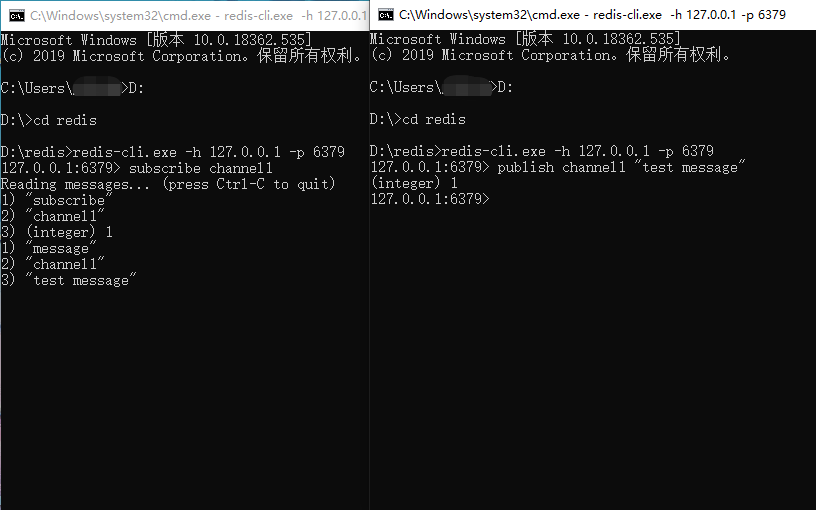 C:\Windows\system32\cmd.exe - redis-cli.exe -h 127.0.0.1
Microsoft Windows [版本 10.0.18362.535]
(c) 2019 Microsoft Corporation。保留所有权利。
C:\Users\ >D:
D:\>cd redis
D:\redis>redis-cli.exe -h 127.0.0.1 -p 6379
127.0.0.1:6379> subscribe channel1
Reading messages... (press Ctrl-C to quit)
1) "subscribe"
2) "channel1"
3) (integer) 1
1) "message"
2) "channel1"
3) "test message"
C:\Windows\system32\cmd.exe - redis-cli.exe -h 127.0.0.1 -p 6379
Microsoft Windows [版本 10.0.18362.535]
(c) 2019 Microsoft Corporation。保留所有权利。
C:\Users\ >D:
D:\>cd redis
D:\redis>redis-cli.exe -h 127.0.0.1 -p 6379
127.0.0.1:6379> publish channel1 "test message"
(integer) 1
127.0.0.1:6379>